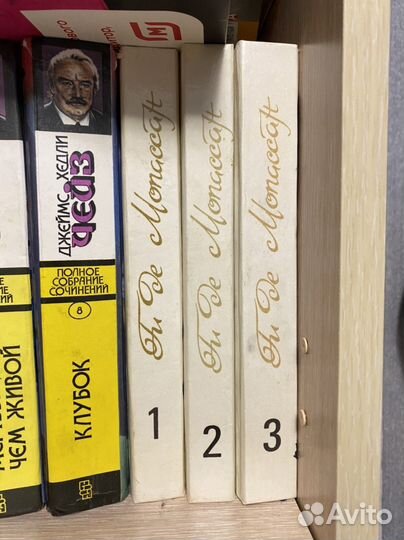 ДЖЕЙМС ХЕДЛИ
ЧЕЙЗ
ПОЛНОЕ
СОБРАНИЕ
СОЧИНЕНИЙ
8
КЛУБОК
ЧЕМ ЖИВОЙ
Ги де Мопассан
1
Ги де Мопассан
2
Ги де Мопассан
3
Avito